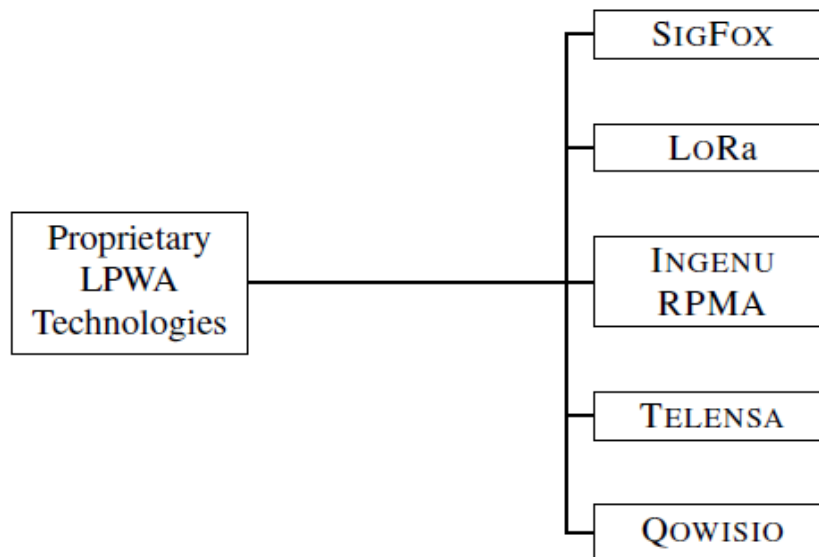 SIGFOX
LORa
Proprietary
LPWA
Technologies
INGENU
RPMA
TELENSA
QOWISIO